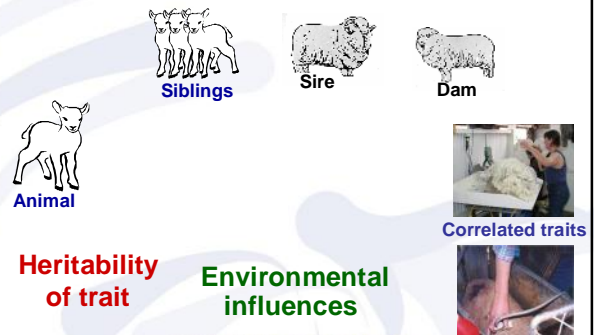 Siblings
Sire
Dam
Animal
Correlated traits
Heritability
of trait
Environmental
influences